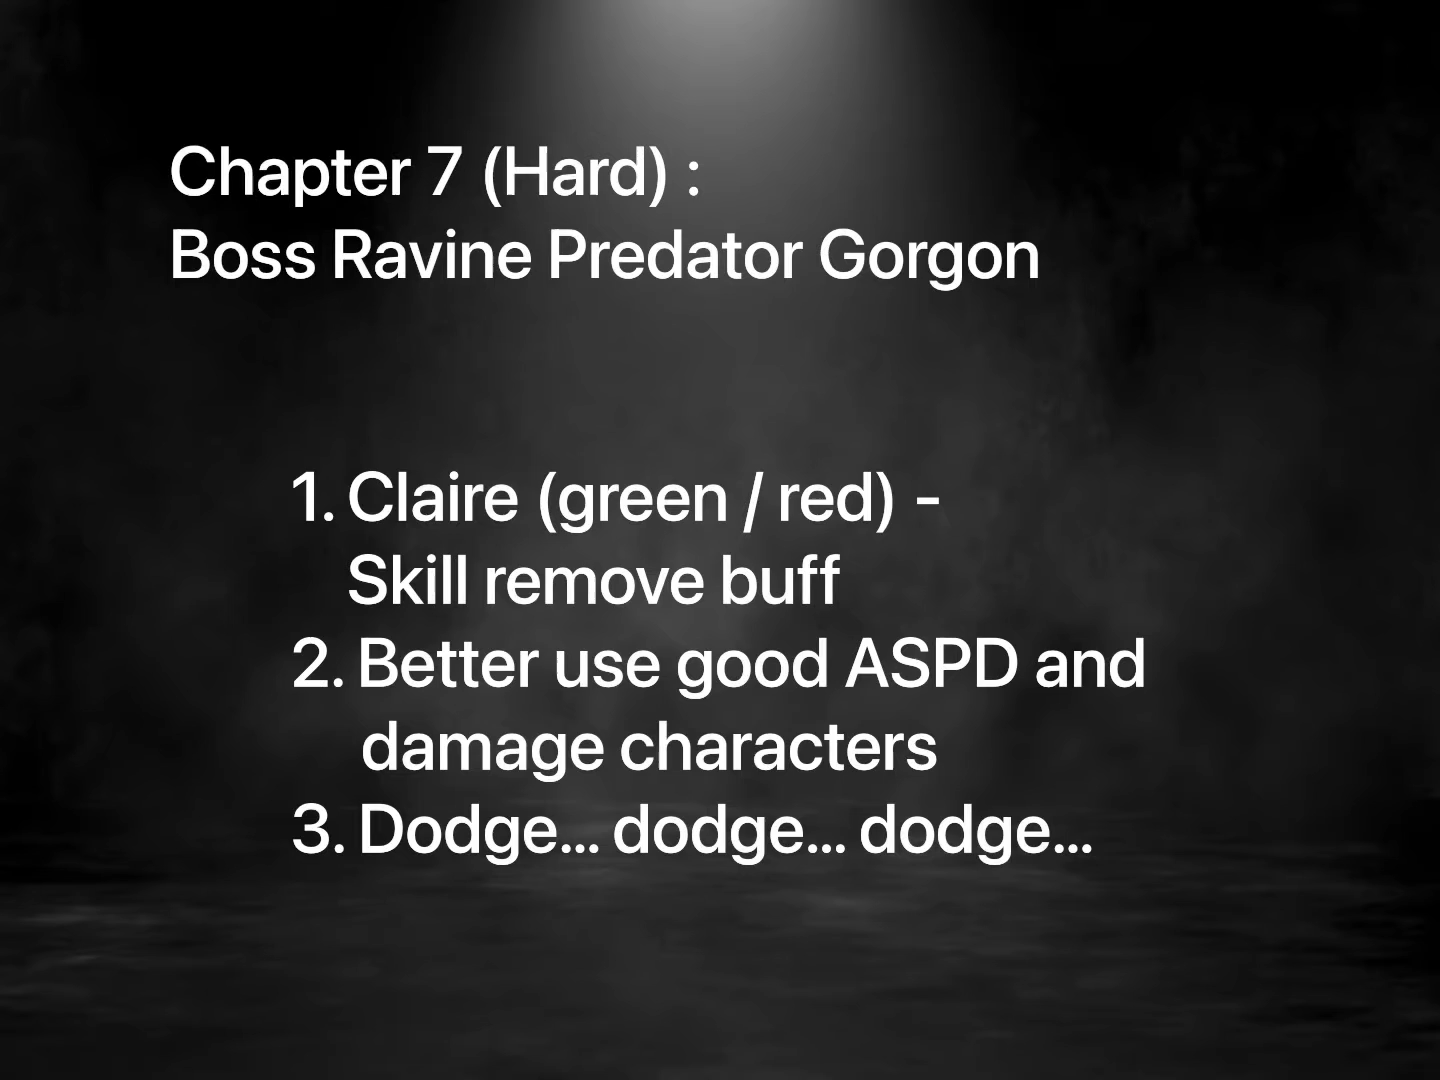 Chapter 7 (Hard) :
Boss Ravine Predator Gorgon
1. Claire (green / red) -
Skill remove buff
2. Better use good ASPD and
damage characters
3. Dodge... dodge... dodge...